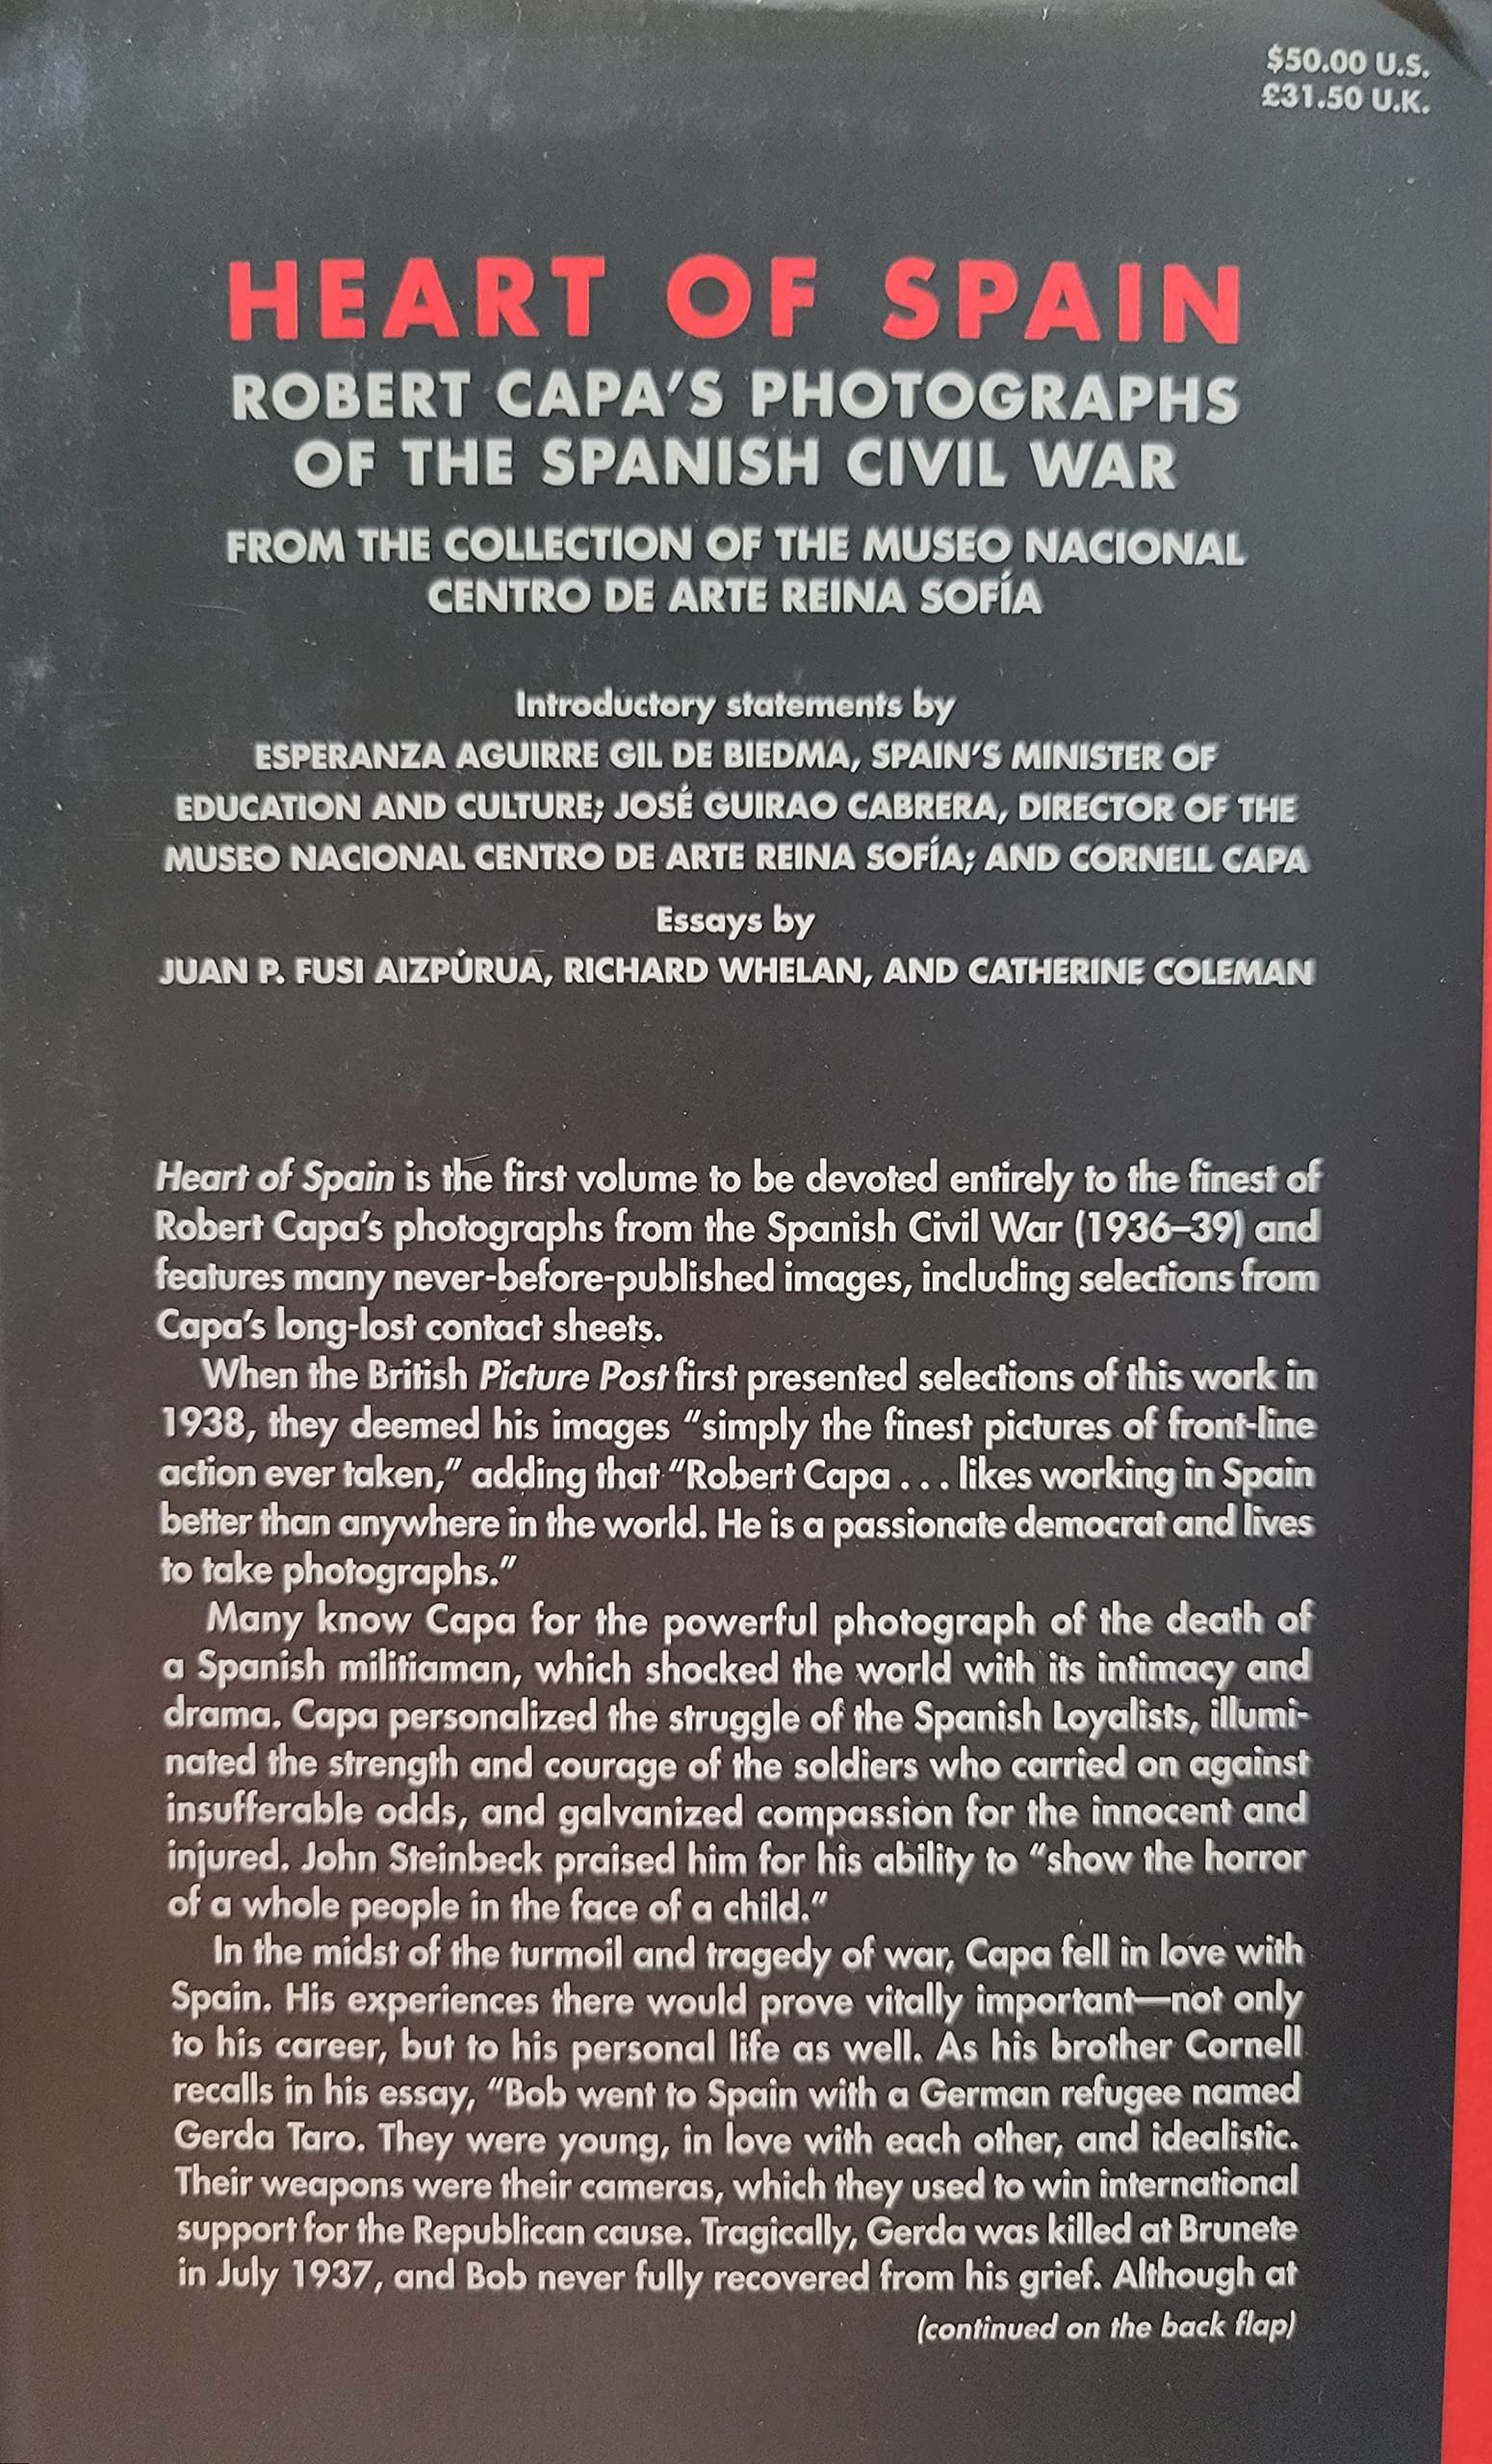 $50.00 U.S.
£31.50 U.K.
HEART OF SPAIN
ROBERT CAPA'S PHOTOGRAPHS
OF THE SPANISH CIVIL WAR
FROM THE COLLECTION OF THE MUSEO NACIONAL
CENTRO DE ARTE REINA SOFÍA
Introductory statements by
ESPERANZA AGUIRRE GIL DE BIEDMA, SPAIN'S MINISTER OF
EDUCATION AND CULTURE; JOSÉ GUIRAO CABRERA, DIRECTOR OF THE
MUSEO NACIONAL CENTRO DE ARTE REINA SOFÍA; AND CORNELL CAPA
Essays by
JUAN P. FUSI AIZPÚRUA, RICHARD WHELAN, AND CATHERINE COLEMAN
Heart of Spain is the first volume to be devoted entirely to the finest of
Robert Capa's photographs from the Spanish Civil War (1936–39) and
features many never-before-published images, including selections from
Capa's long-lost contact sheets.
When the British Picture Post first presented selections of this work in
1938, they deemed his images "simply the finest pictures of front-line
action ever taken," adding that "Robert Capa . . . likes working in Spain
better than anywhere in the world. He is a passionate democrat and lives
to take photographs."
Many know Capa for the powerful photograph of the death of
a Spanish militiaman, which shocked the world with its intimacy and
drama. Capa personalized the struggle of the Spanish Loyalists, illumi-
nated the strength and courage of the soldiers who carried on against
insufferable odds, and galvanized compassion for the innocent and
injured. John Steinbeck praised him for his ability to "show the horror
of a whole people in the face of a child."
In the midst of the turmoil and tragedy of war, Capa fell in love with
Spain. His experiences there would prove vitally important—not only
to his career, but to his personal life as well. As his brother Cornell
recalls in his essay, "Bob went to Spain with a German refugee named
Gerda Taro. They were young, in love with each other, and idealistic.
Their weapons were their cameras, which they used to win international
support for the Republican cause. Tragically, Gerda was killed at Brunete
in July 1937, and Bob never fully recovered from his grief. Although at
(continued on the back flap)